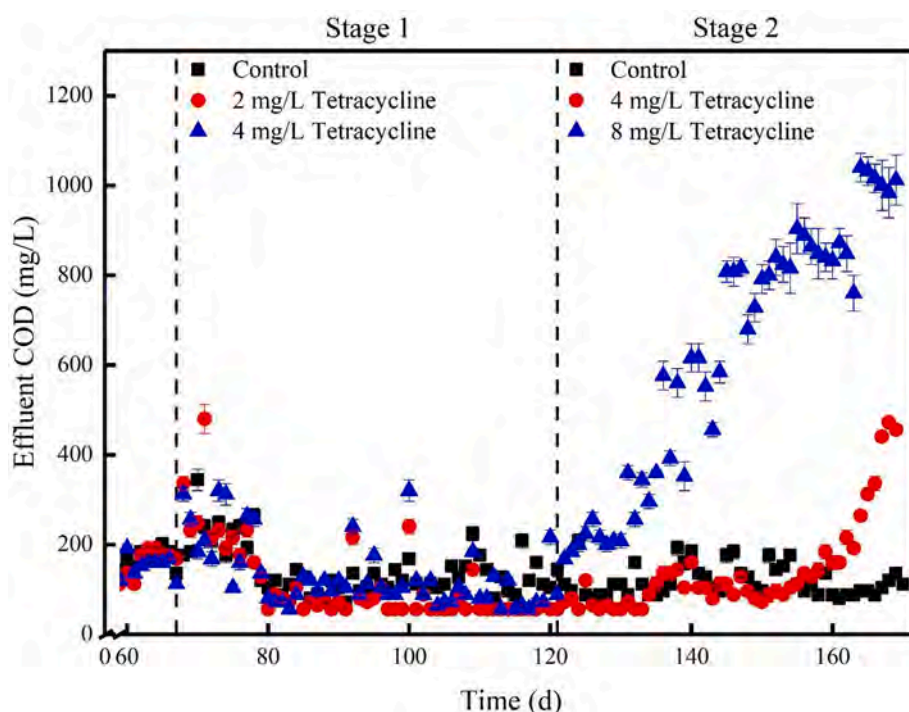 Stage 1
Stage 2
Control
2 mg/L Tetracycline
4 mg/L Tetracycline
Control
4 mg/L Tetracycline
8 mg/L Tetracycline
Effluent COD (mg/L)
1200
1000
800
600
400
200
0
0 60 80 100 120 140 160
Time (d)